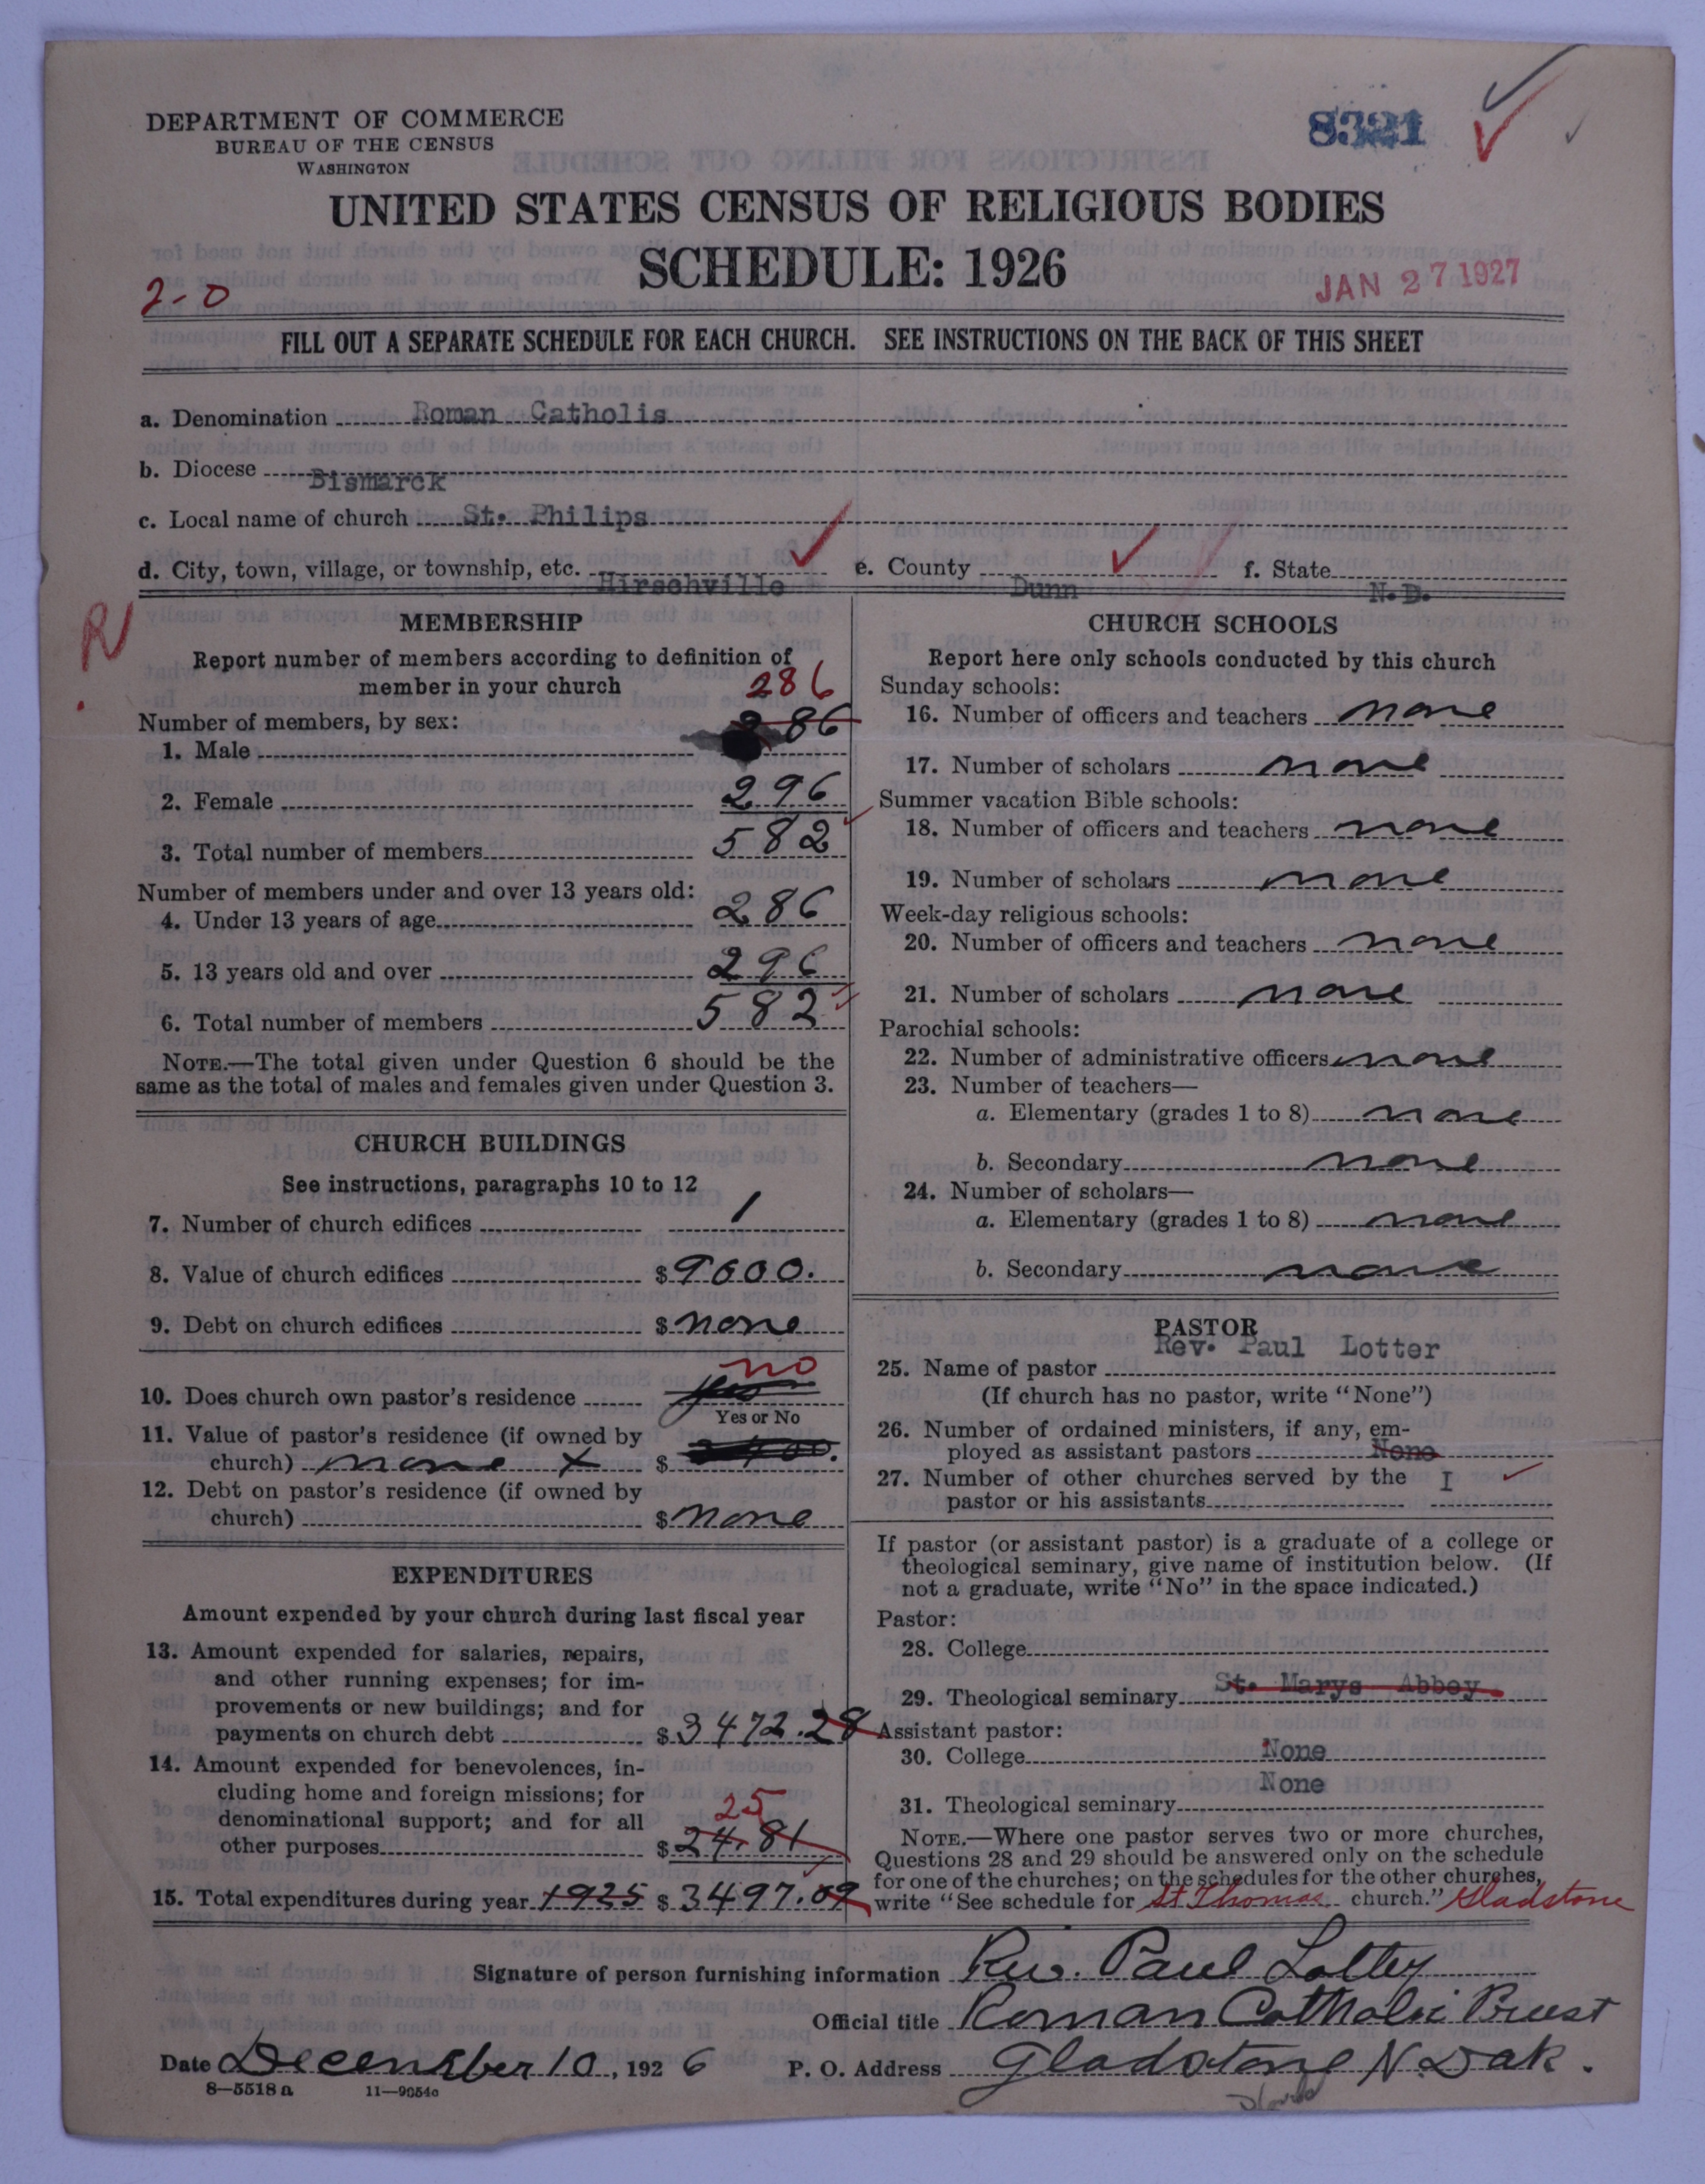 DEPARTMENT OF COMMERCE
BUREAU OF THE CENSUS
WASHINGTON
8321
UNITED STATES CENSUS OF RELIGIOUS BODIES
SCHEDULE: 1926
2-0
JAN 27 1927
FILL OUT A SEPARATE SCHEDULE FOR EACH CHURCH. SEE INSTRUCTIONS ON THE BACK OF THIS SHEET
a. Denomination Roman Catholis
b. Diocese Bismarck
c. Local name of church St. Philips
d. City, town, village, or township, etc. Hirschville e. County Dunn f. State N.D.
R
MEMBERSHIP
Report number of members according to definition of
member in your church
286
Number of members, by sex:
1. Male 286
2. Female 296
3. Total number of members 582
Number of members under and over 13 years old:
4. Under 13 years of age 286
5. 13 years old and over 296
6. Total number of members 582
NOTE.—The total given under Question 6 should be the
same as the total of males and females given under Question 3.
CHURCH BUILDINGS
See instructions, paragraphs 10 to 12
7. Number of church edifices 1
8. Value of church edifices $9000.
9. Debt on church edifices $none
no
10. Does church own pastor's residence yes
Yes or No
11. Value of pastor's residence (if owned by
church) none x $
12. Debt on pastor's residence (if owned by
church) $none
EXPENDITURES
Amount expended by your church during last fiscal year
13. Amount expended for salaries, repairs,
and other running expenses; for im-
provements or new buildings; and for
payments on church debt $3472.28
14. Amount expended for benevolences, in-
cluding home and foreign missions; for
denominational support; and for all
25
other purposes $24.81
15. Total expenditures during year 1925 $3497.09
CHURCH SCHOOLS
Report here only schools conducted by this church
Sunday schools:
16. Number of officers and teachers none
17. Number of scholars none
Summer vacation Bible schools:
18. Number of officers and teachers none
19. Number of scholars none
Week-day religious schools:
20. Number of officers and teachers none
21. Number of scholars none
Parochial schools:
22. Number of administrative officers none
23. Number of teachers—
a. Elementary (grades 1 to 8) none
b. Secondary none
24. Number of scholars—
a. Elementary (grades 1 to 8) none
b. Secondary none
PASTOR
Rev. Paul Lotter
25. Name of pastor
(If church has no pastor, write "None")
26. Number of ordained ministers, if any, em-
ployed as assistant pastors None
27. Number of other churches served by the I
pastor or his assistants
If pastor (or assistant pastor) is a graduate of a college or
theological seminary, give name of institution below. (If
not a graduate, write "No" in the space indicated.)
Pastor:
28. College
29. Theological seminary St. Marys Abbey
Assistant pastor:
30. College None
None
31. Theological seminary
NOTE.—Where one pastor serves two or more churches,
Questions 28 and 29 should be answered only on the schedule
for one of the churches; on the schedules for the other churches,
write "See schedule for St Thomas church." Gladstone
Signature of person furnishing information Rev. Paul Lotter
Official title Roman Catholic Priest
Date December 10, 1926 P. O. Address Gladstone N. Dak.
8—5518 a 11—9054c